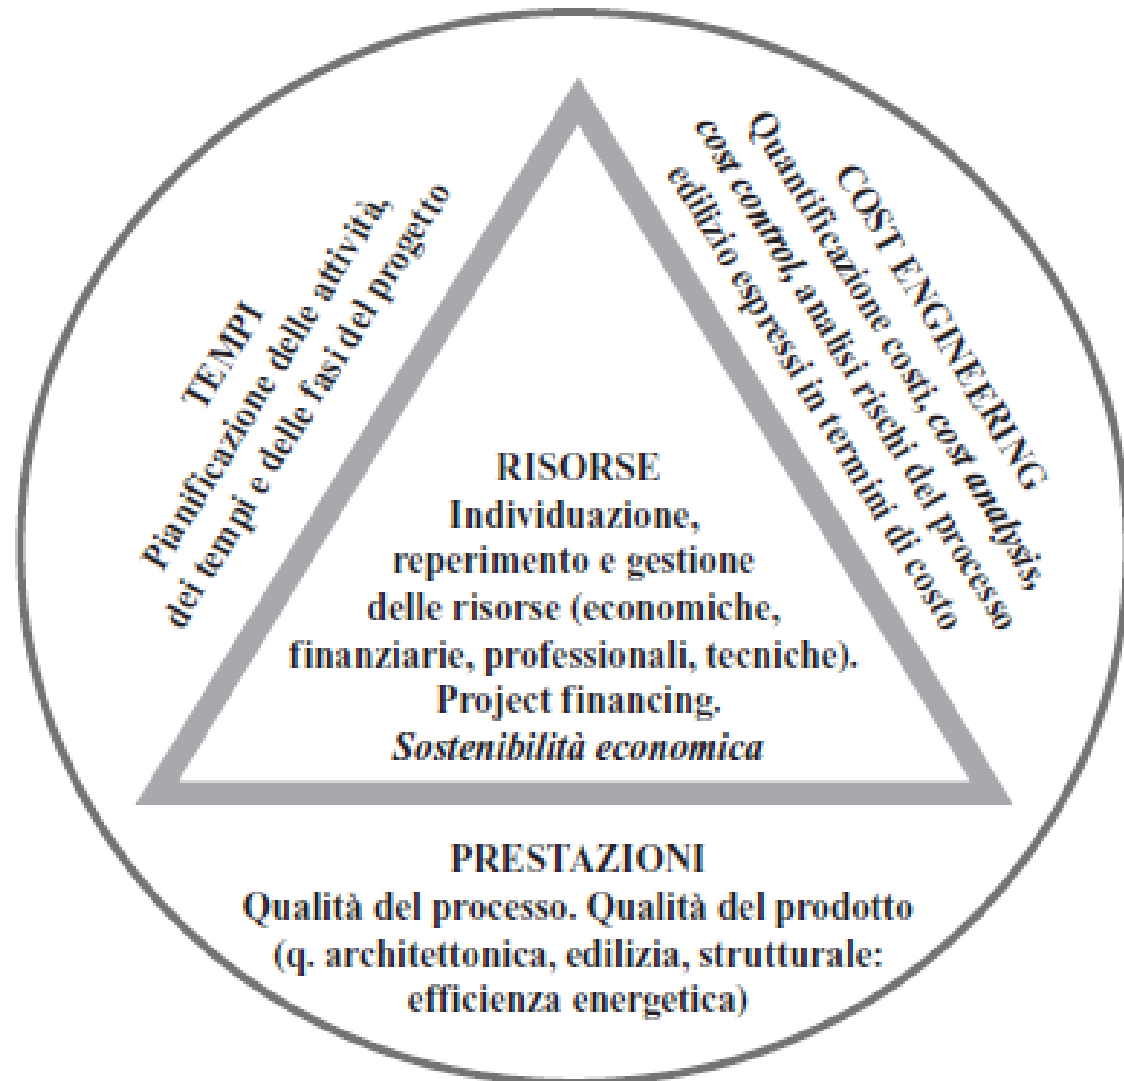 TEMPI
Pianificazione delle attività,
dei tempi e delle fasi del progetto
COST ENGINEERING
Quantificazione costi, cost analysis,
cost control, analisi rischi del processo
edilizio espressi in termini di costo
RISORSE
Individuazione,
reperimento e gestione
delle risorse (economiche,
finanziarie, professionali, tecniche).
Project financing.
Sostenibilità economica
PRESTAZIONI
Qualità del processo. Qualità del prodotto
(q. architettonica, edilizia, strutturale:
efficienza energetica)